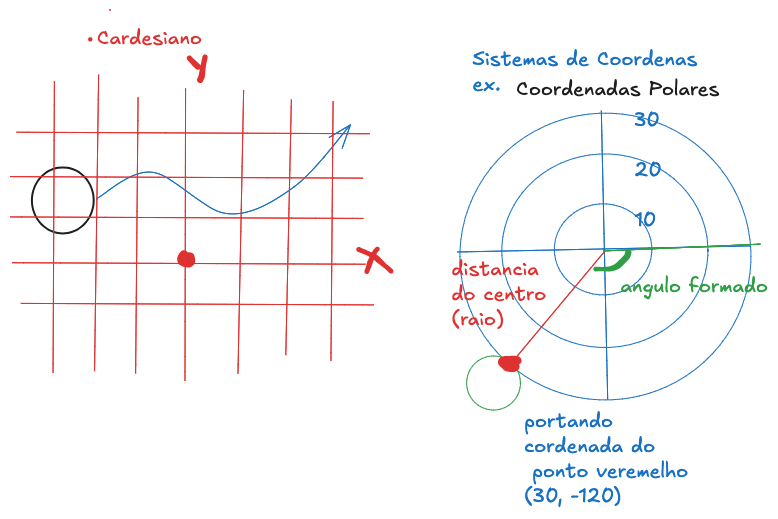 • Cardesiano
Y
X
Sistemas de Coordenas
ex. Coordenadas Polares
30
20
10
distancia
do centro
(raio)
angulo formado
portando
cordenada do
ponto veremelho
(30, -120)